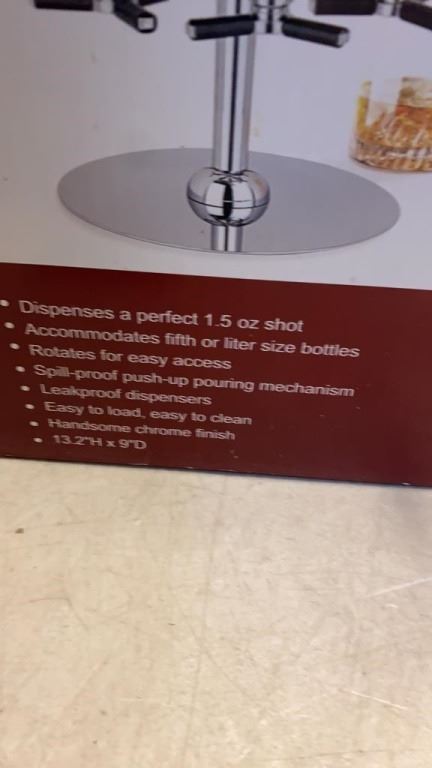 • Dispenses a perfect 1.5 oz shot
• Accommodates fifth or liter size bottles
• Rotates for easy access
• Spill-proof push-up pouring mechanism
• Leakproof dispensers
• Easy to load, easy to clean
• Handsome chrome finish
• 13.2"H x 9"D